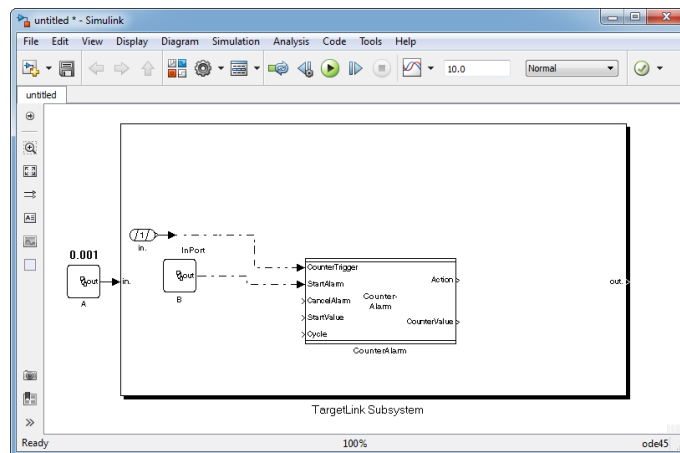 untitled * - Simulink
File Edit View Display Diagram Simulation Analysis Code Tools Help
10.0 Normal
untitled
/1/
in.
InPort
0.001
out
A
in.
out
B
CounterTrigger
StartAlarm
CancelAlarm
StartValue
Cycle
Counter-
Alarm
Action
CounterValue
CounterAlarm
out.
TargetLink Subsystem
Ready 100% ode45